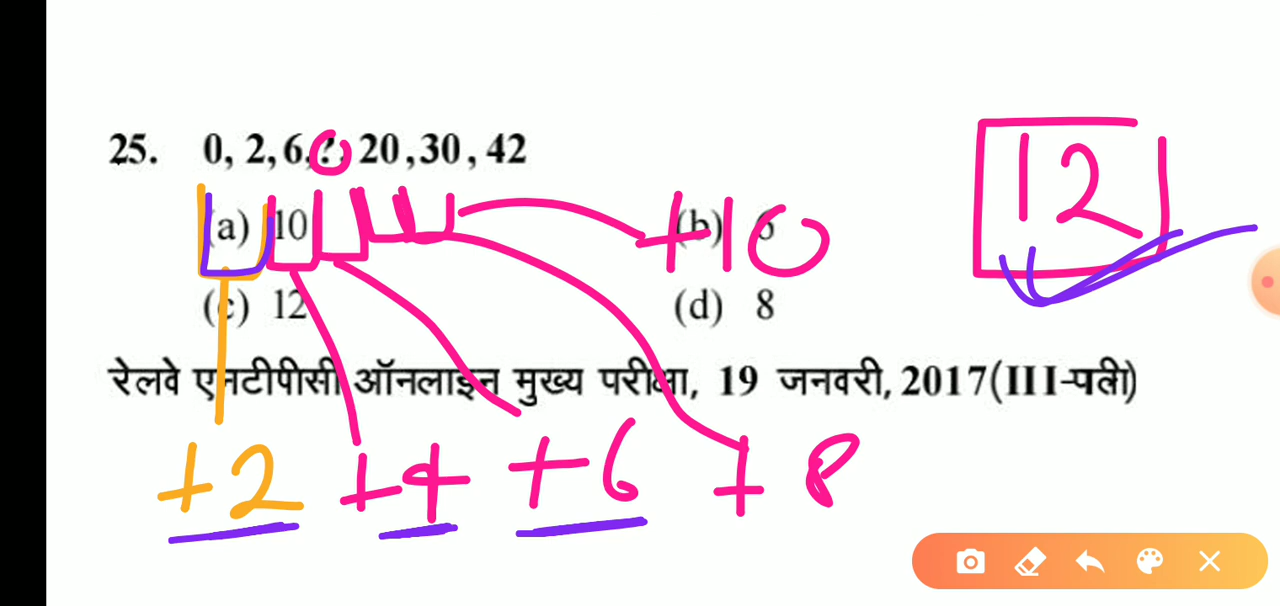 25. 0, 2, 6, ?, 20, 30, 42
12
(a) 10 (b) 6
+10
(c) 12 (d) 8
रेलवे एनटीपीसी ऑनलाइन मुख्य परीक्षा, 19 जनवरी, 2017(III-पाली)
+2 +4 +6 +8